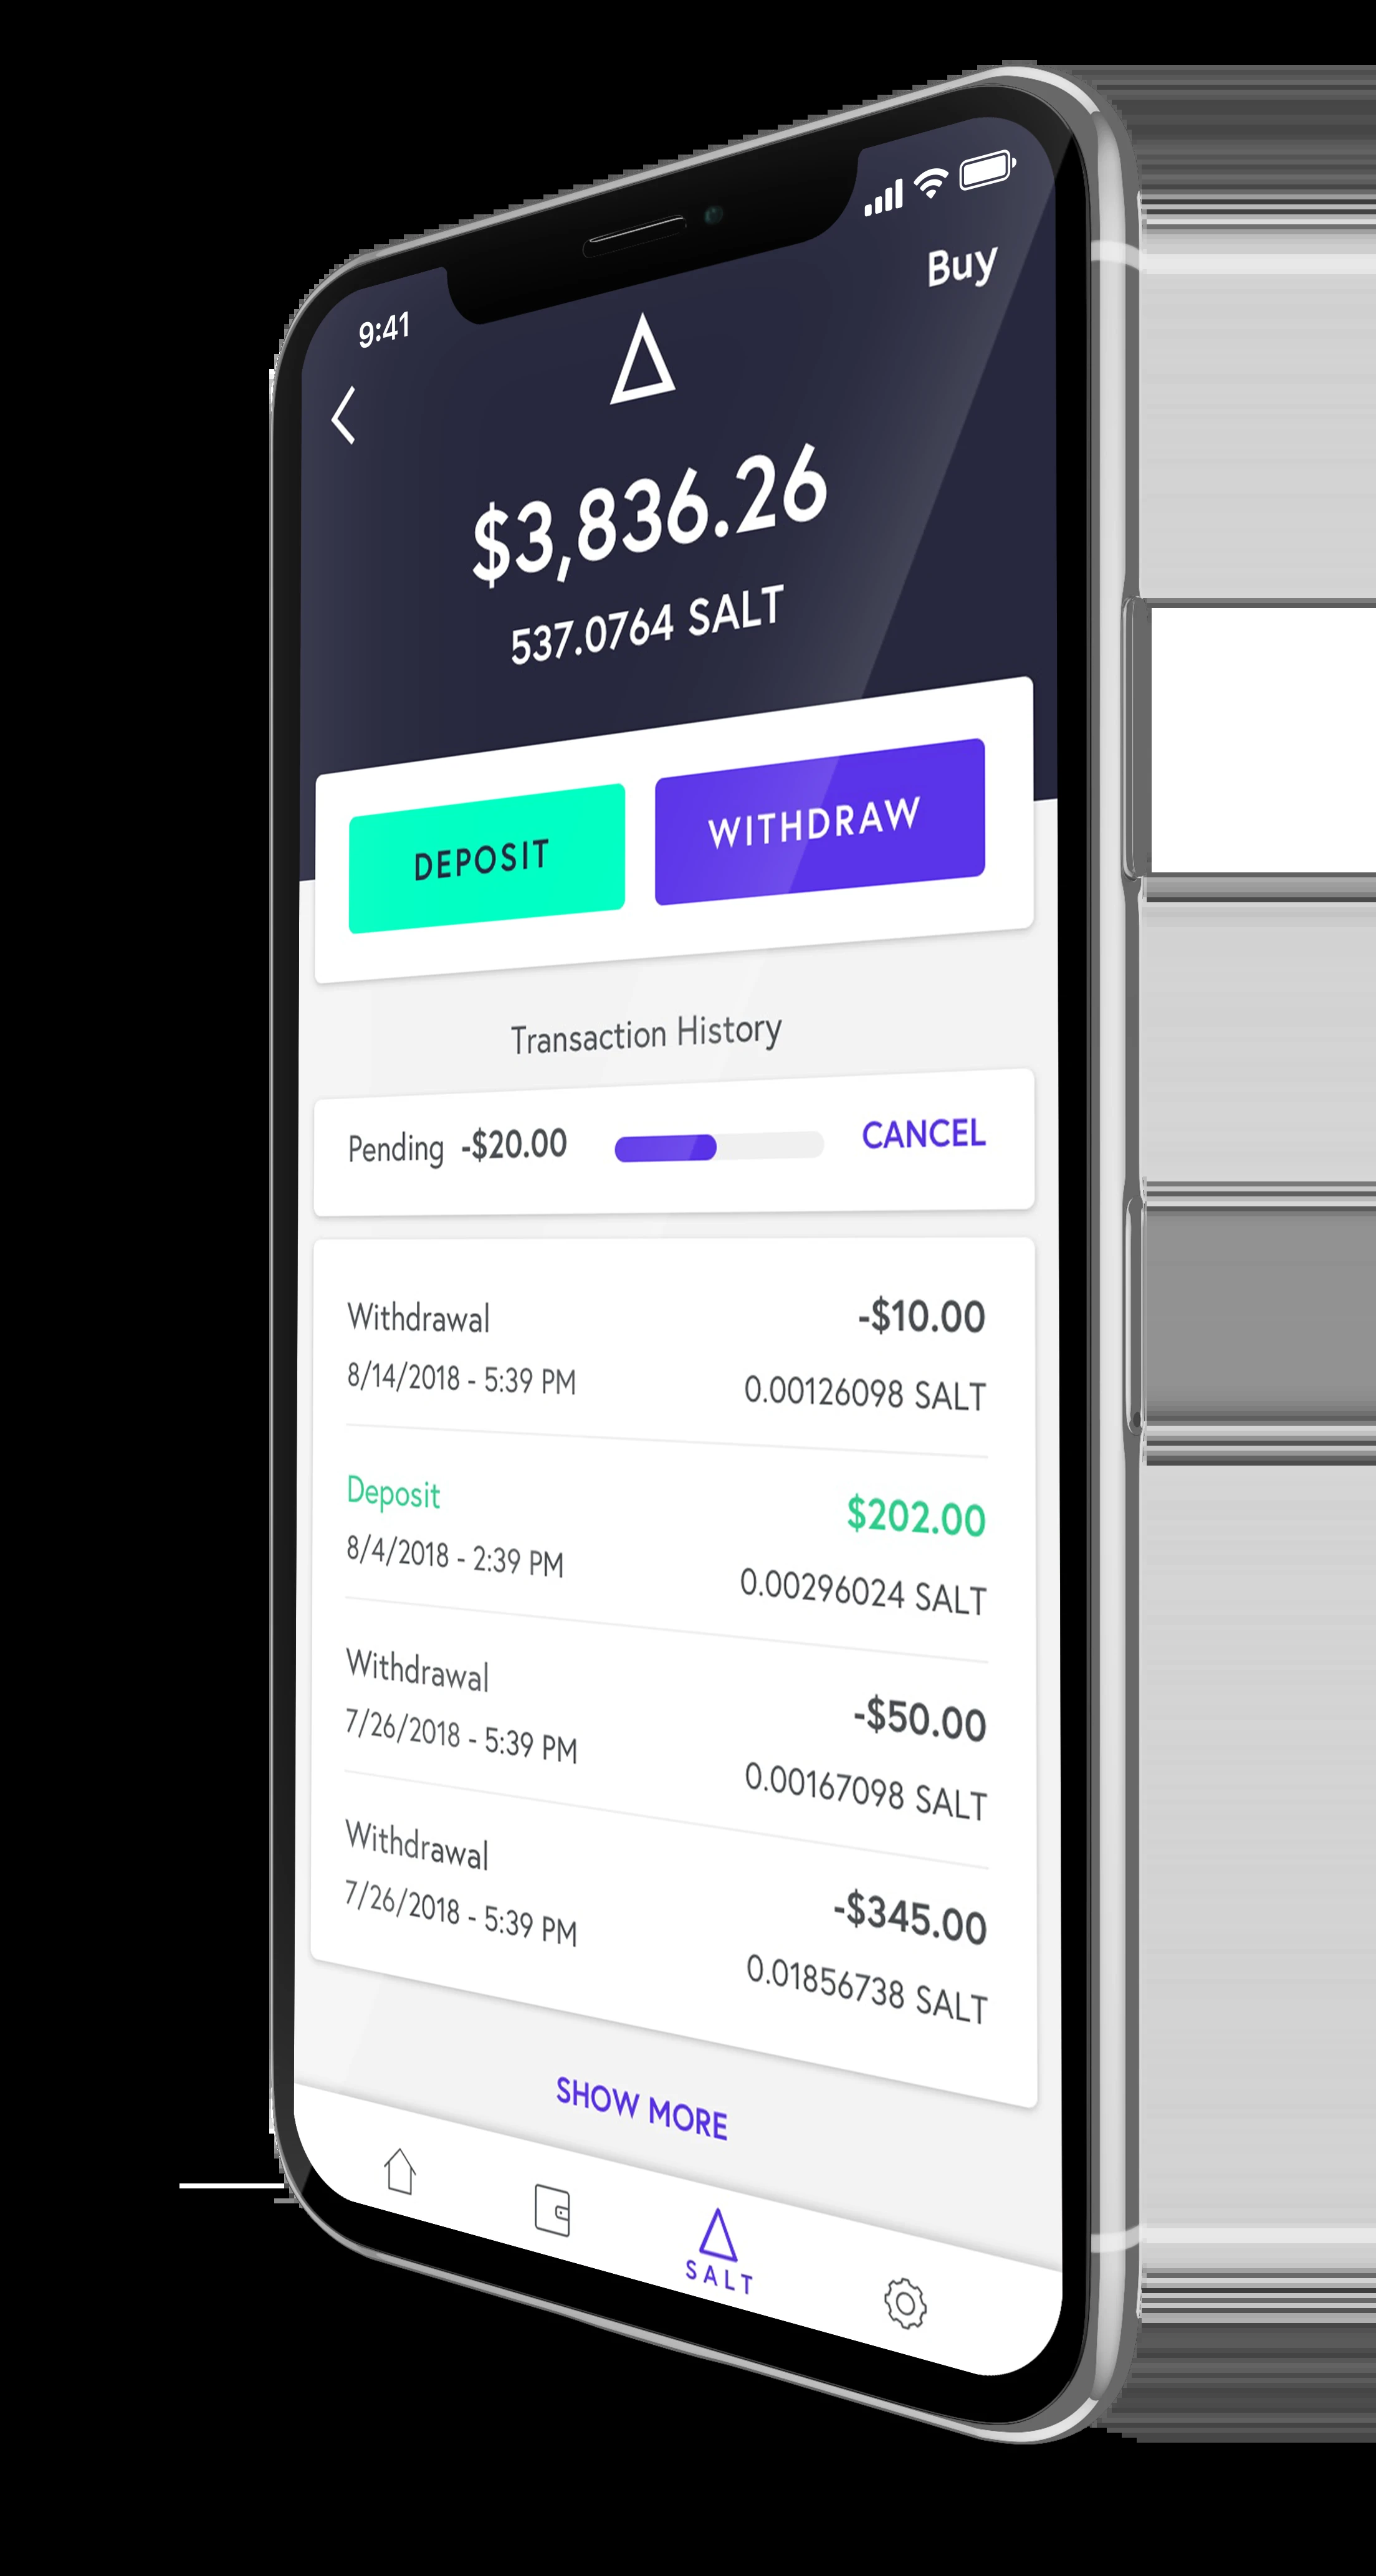 9:41
Buy
$3,836.26
537.0764 SALT
DEPOSIT
WITHDRAW
Transaction History
Pending -$20.00 CANCEL
Withdrawal -$10.00
8/14/2018 - 5:39 PM 0.00126098 SALT
Deposit $202.00
8/4/2018 - 2:39 PM 0.00296024 SALT
Withdrawal -$50.00
7/26/2018 - 5:39 PM 0.00167098 SALT
Withdrawal -$345.00
7/26/2018 - 5:39 PM 0.01856738 SALT
SHOW MORE
SALT